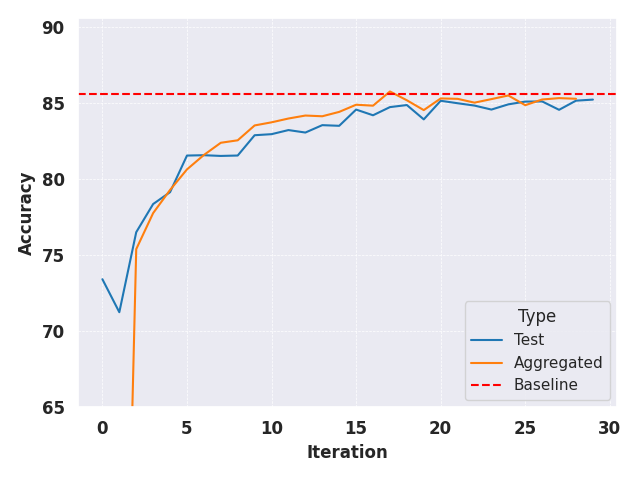 90
85
80
75
70
65
Accuracy
0 5 10 15 20 25 30
Iteration
Type
Test
Aggregated
Baseline